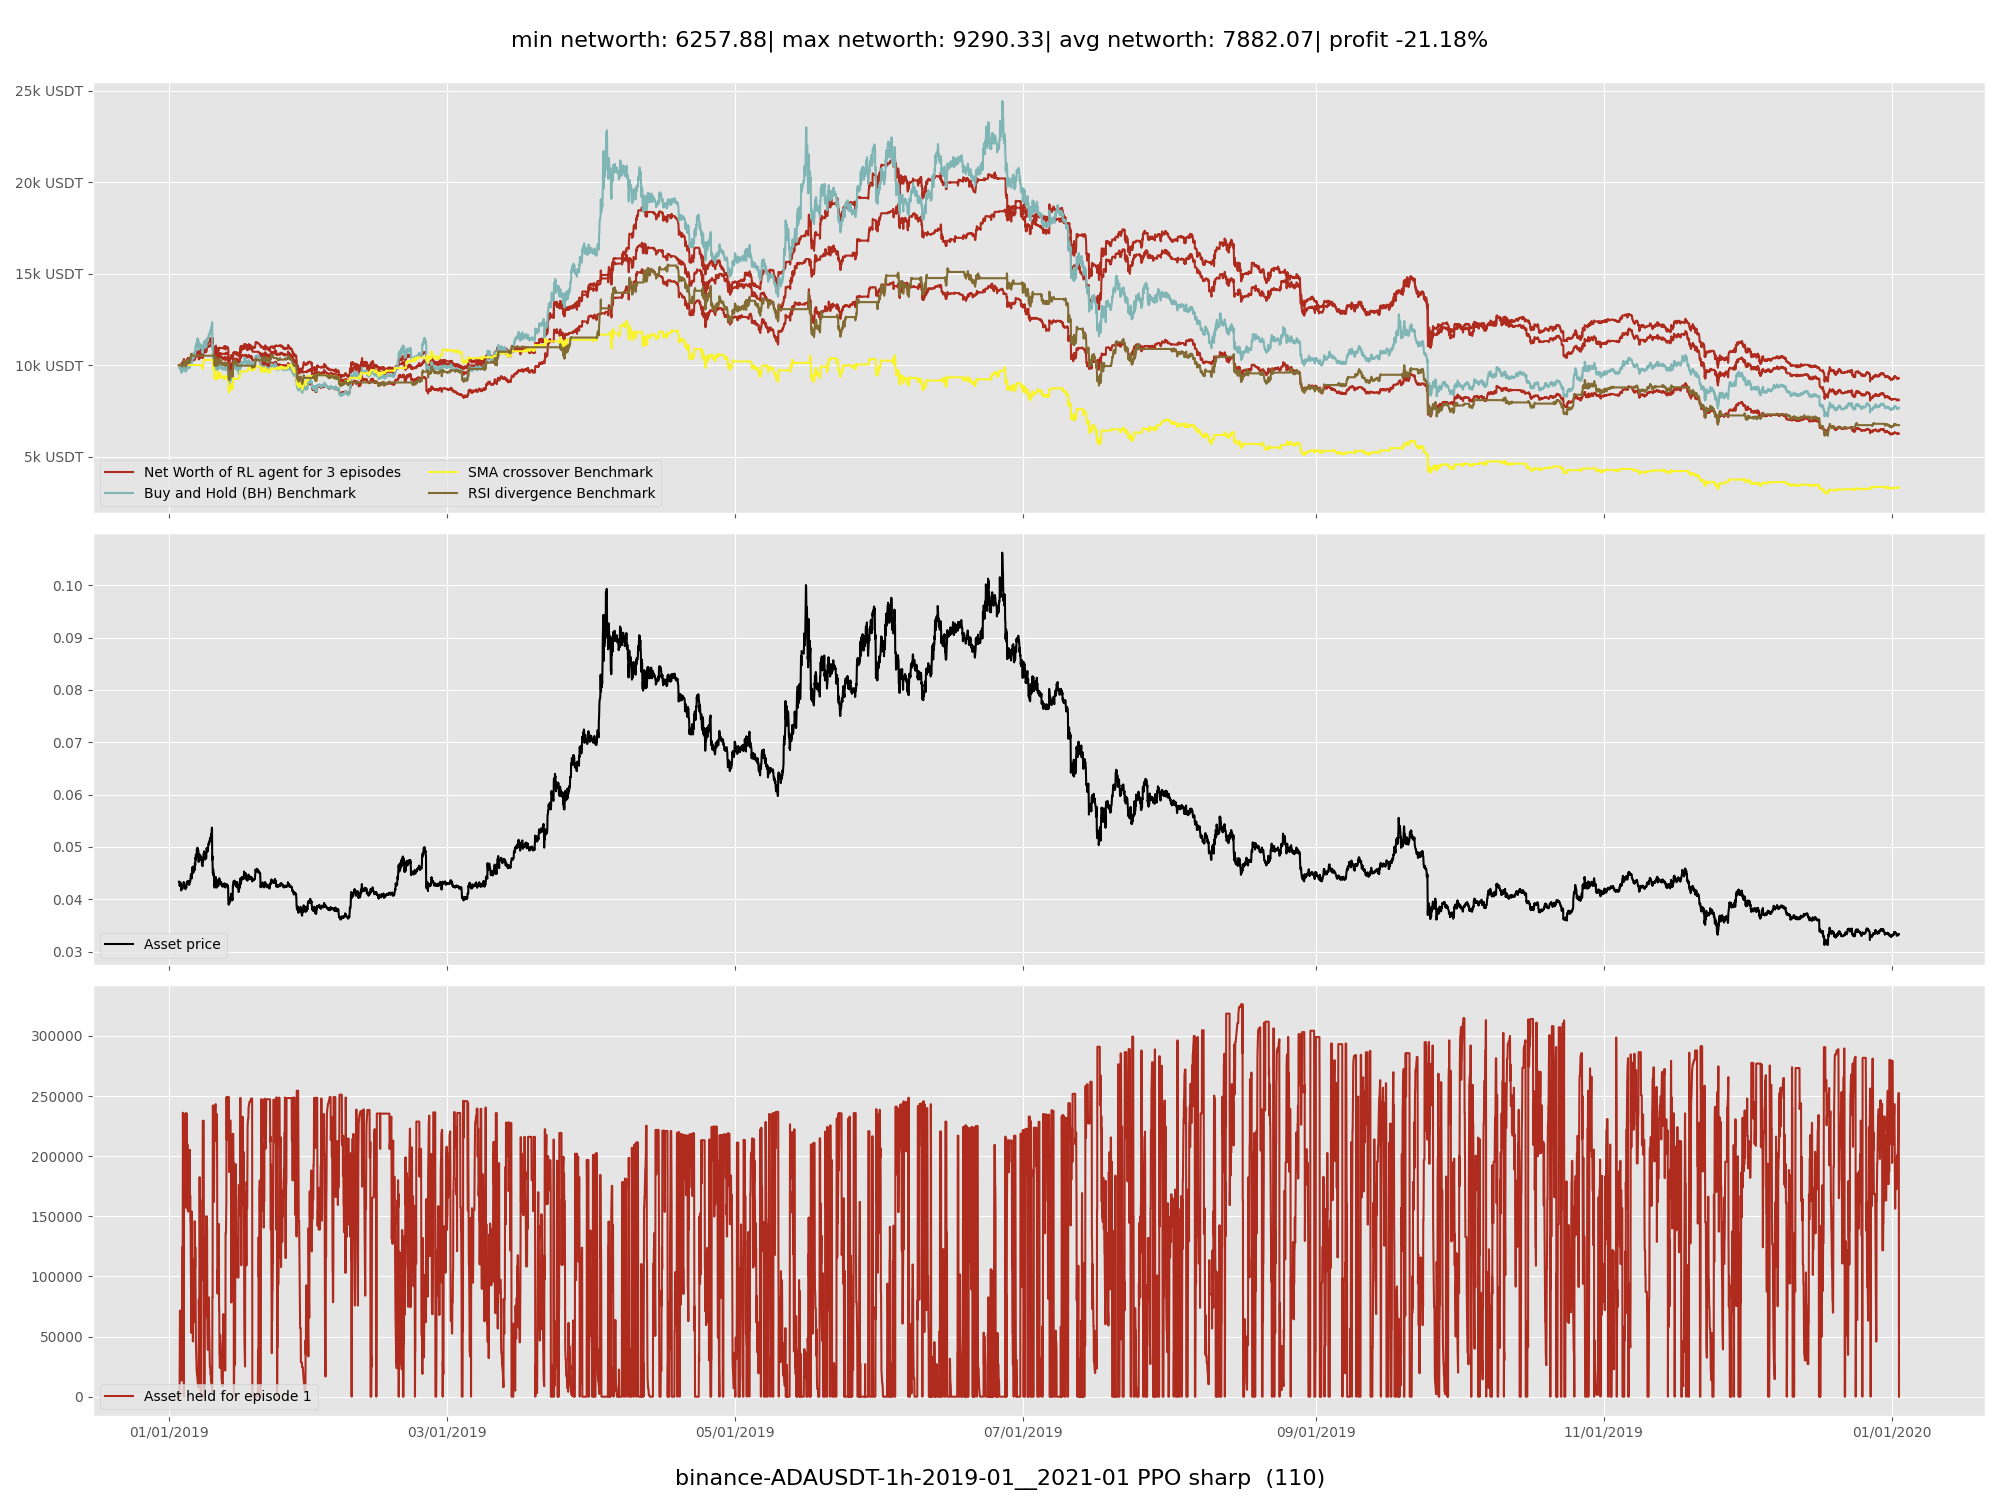 min networth: 6257.88| max networth: 9290.33| avg networth: 7882.07| profit -21.18%
25k USDT
20k USDT
15k USDT
10k USDT
5k USDT
Net Worth of RL agent for 3 episodes
Buy and Hold (BH) Benchmark
SMA crossover Benchmark
RSI divergence Benchmark
0.10
0.09
0.08
0.07
0.06
0.05
0.04
0.03
Asset price
300000
250000
200000
150000
100000
50000
0
Asset held for episode 1
01/01/2019
03/01/2019
05/01/2019
07/01/2019
09/01/2019
11/01/2019
01/01/2020
binance-ADAUSDT-1h-2019-01__2021-01 PPO sharp  (110)